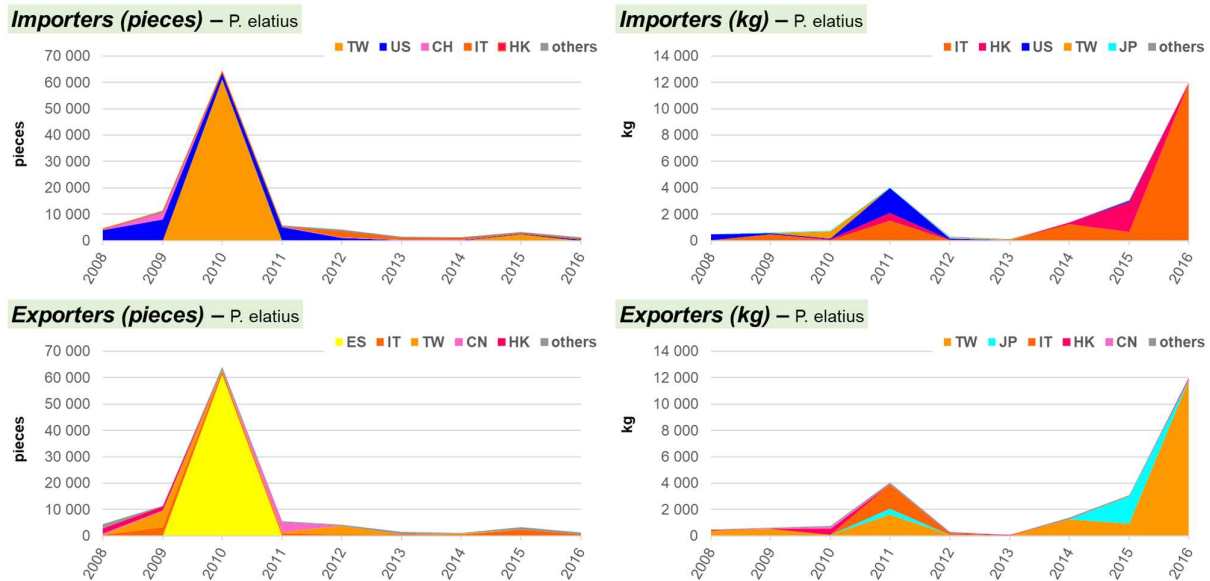 Importers (pieces) – P. elatius
TW US CH IT HK others
70 000
60 000
50 000
40 000
30 000
20 000
10 000
0
pieces
2008 2009 2010 2011 2012 2013 2014 2015 2016
Importers (kg) – P. elatius
IT HK US TW JP others
14 000
12 000
10 000
8 000
6 000
4 000
2 000
0
kg
2008 2009 2010 2011 2012 2013 2014 2015 2016
Exporters (pieces) – P. elatius
ES IT TW CN HK others
70 000
60 000
50 000
40 000
30 000
20 000
10 000
0
pieces
2008 2009 2010 2011 2012 2013 2014 2015 2016
Exporters (kg) – P. elatius
TW JP IT HK CN others
14 000
12 000
10 000
8 000
6 000
4 000
2 000
0
kg
2008 2009 2010 2011 2012 2013 2014 2015 2016